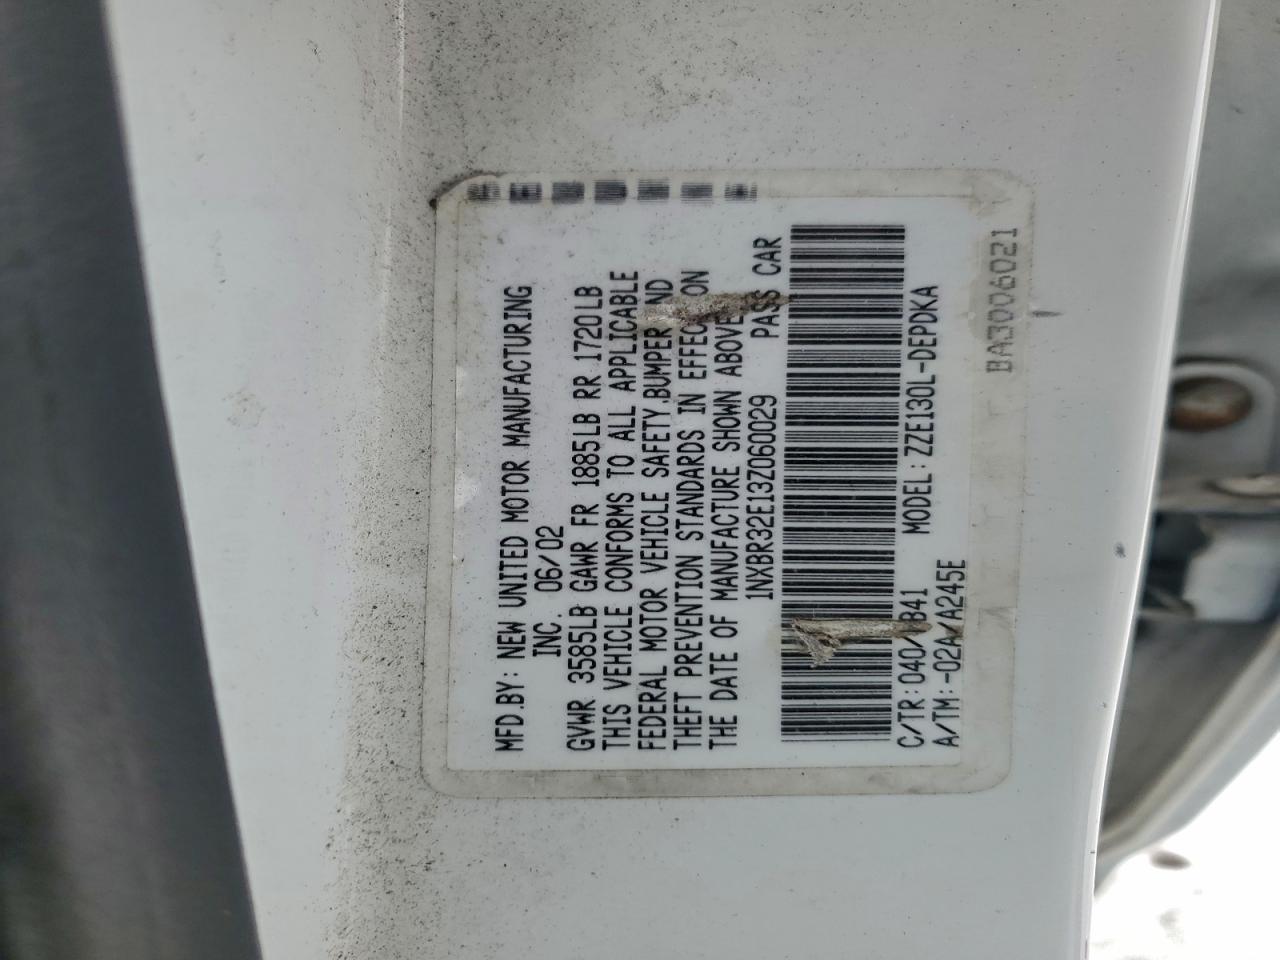 MFD.BY: NEW UNITED MOTOR MANUFACTURING
INC. 06/02
GVWR 3585LB GAWR FR 1885LB RR 1720LB
THIS VEHICLE CONFORMS TO ALL APPLICABLE
FEDERAL MOTOR VEHICLE SAFETY,BUMPER AND
THEFT PREVENTION STANDARDS IN EFFECT ON
THE DATE OF MANUFACTURE SHOWN ABOVE.
1NXBR32E13Z060029 PASS CAR
C/TR:040/ B41 MODEL:ZZE130L-DEPDKA
A/TM:-02A/A245E
BA3006021